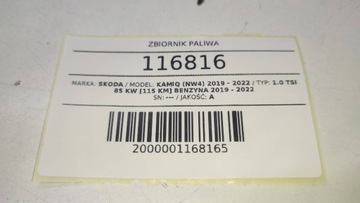 ZBIORNIK PALIWA
116816
MARKA: SKODA / MODEL: KAMIQ (NW4) 2019 - 2022 / TYP: 1.0 TSI
85 KW [115 KM] BENZYNA 2019 - 2022
SN: --- / JAKOŚĆ: A
2000001168165